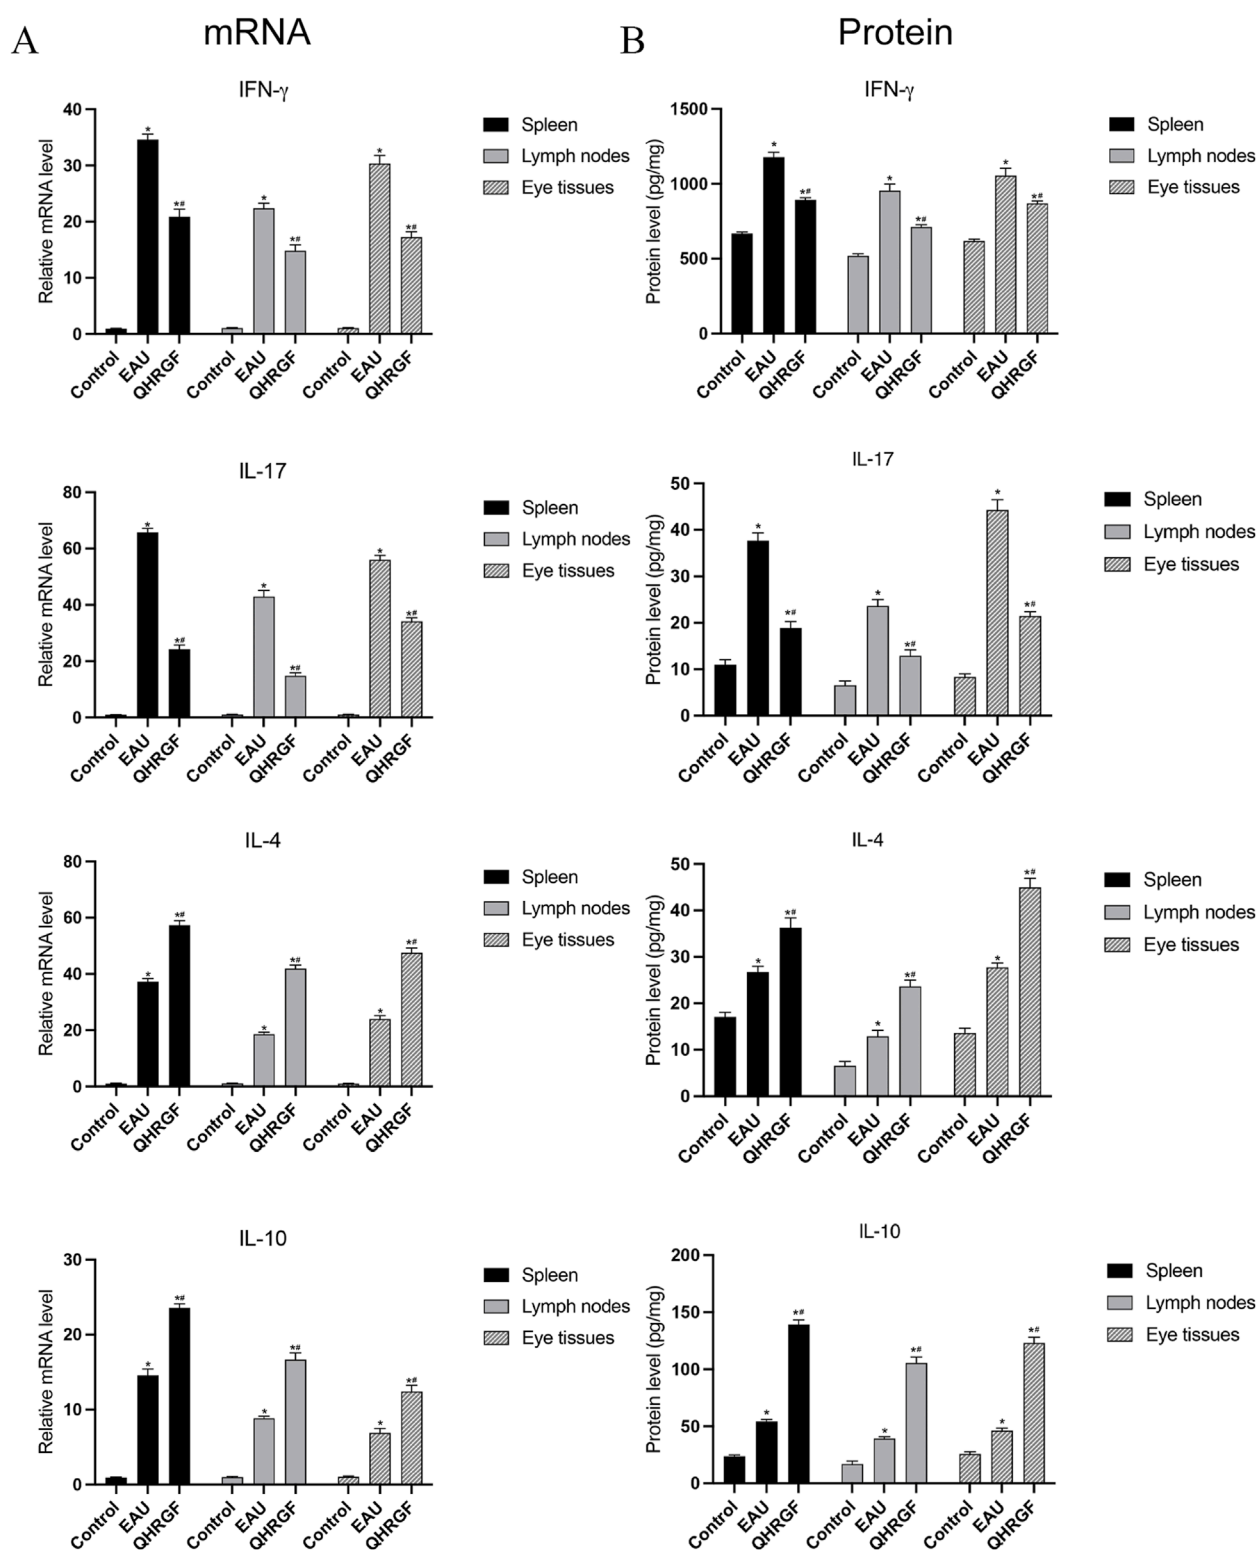 A
mRNA
B
Protein
IFN-γ
Relative mRNA level
40
30
20
10
0
*
*#
*
*#
*
*#
Control
EAU
QHRGF
Control
EAU
QHRGF
Control
EAU
QHRGF
Spleen
Lymph nodes
Eye tissues
IFN-γ
Protein level (pg/mg)
1500
1000
500
0
*
*#
*
*#
*
*#
Control
EAU
QHRGF
Control
EAU
QHRGF
Control
EAU
QHRGF
Spleen
Lymph nodes
Eye tissues
IL-17
Relative mRNA level
80
60
40
20
0
*
*#
*
*#
*
*#
Control
EAU
QHRGF
Control
EAU
QHRGF
Control
EAU
QHRGF
Spleen
Lymph nodes
Eye tissues
IL-17
Protein level (pg/mg)
50
40
30
20
10
0
*
*#
*
*#
*
*#
Control
EAU
QHRGF
Control
EAU
QHRGF
Control
EAU
QHRGF
Spleen
Lymph nodes
Eye tissues
IL-4
Relative mRNA level
80
60
40
20
0
*
*#
*
*#
*
*#
Control
EAU
QHRGF
Control
EAU
QHRGF
Control
EAU
QHRGF
Spleen
Lymph nodes
Eye tissues
IL-4
Protein level (pg/mg)
50
40
30
20
10
0
*
*#
*
*#
*
*#
Control
EAU
QHRGF
Control
EAU
QHRGF
Control
EAU
QHRGF
Spleen
Lymph nodes
Eye tissues
IL-10
Relative mRNA level
30
20
10
0
*
*#
*
*#
*
*#
Control
EAU
QHRGF
Control
EAU
QHRGF
Control
EAU
QHRGF
Spleen
Lymph nodes
Eye tissues
IL-10
Protein level (pg/mg)
200
150
100
50
0
*
*#
*
*#
*
*#
Control
EAU
QHRGF
Control
EAU
QHRGF
Control
EAU
QHRGF
Spleen
Lymph nodes
Eye tissues